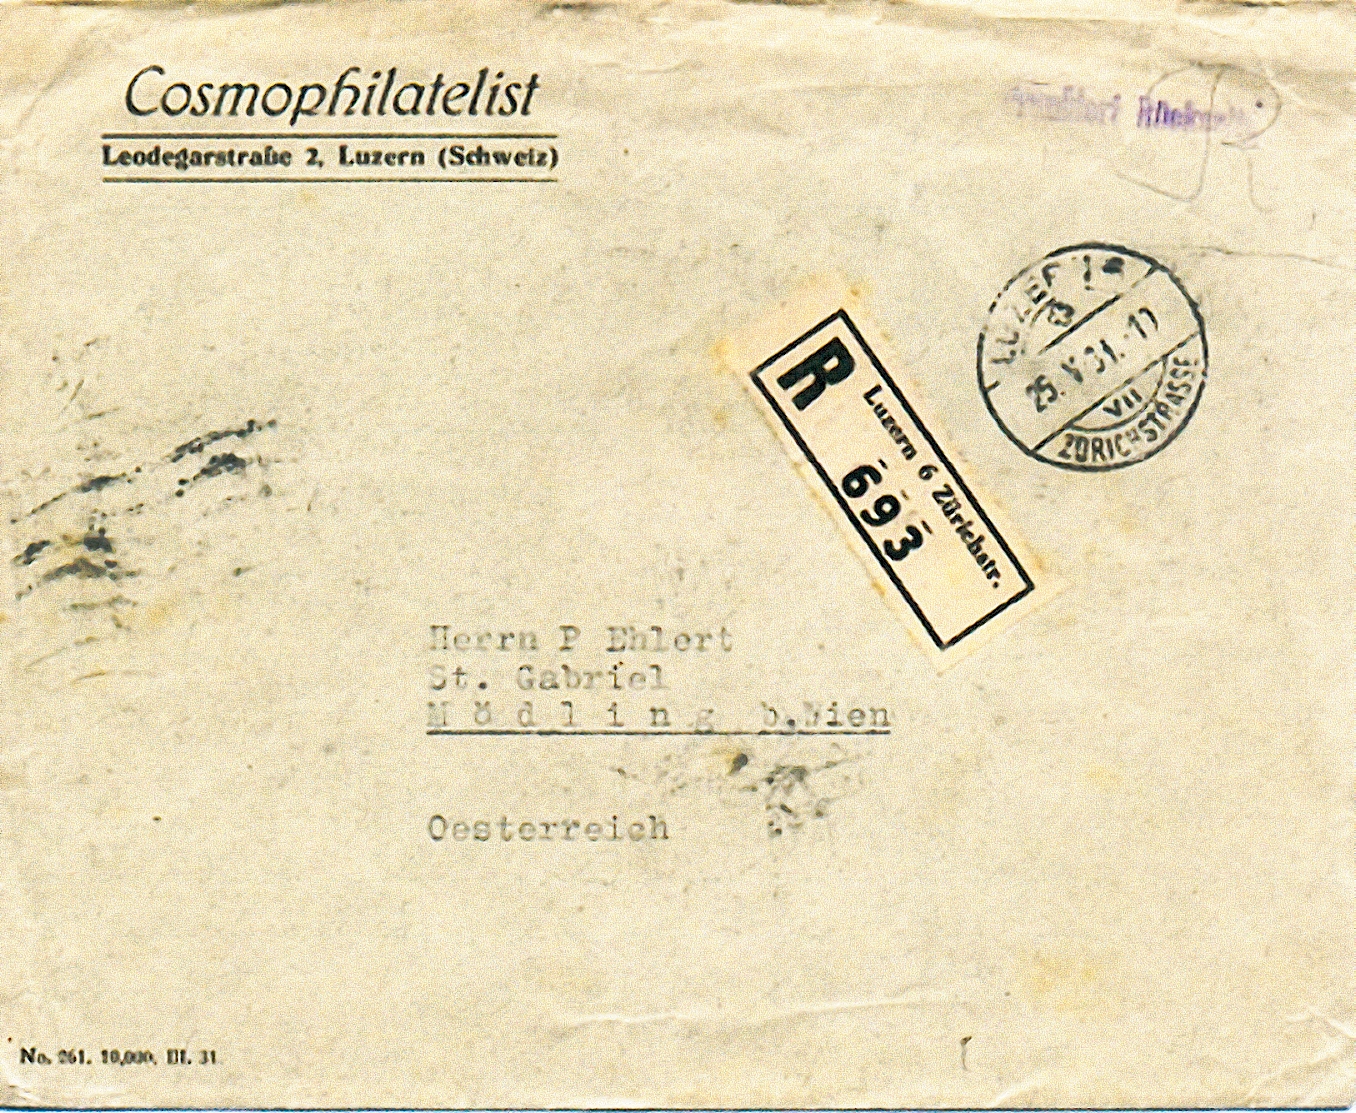 Cosmophilatelist
Leodegarstraße 2, Luzern (Schweiz)
LUZERN
25. V 31.
VII
ZÜRICHSTRASSE
R
Luzern 6 Zürichstr.
693
Herrn P Ehlert
St. Gabriel
Mödling b.Wien
Oesterreich
No. 261. 10,000. III. 31